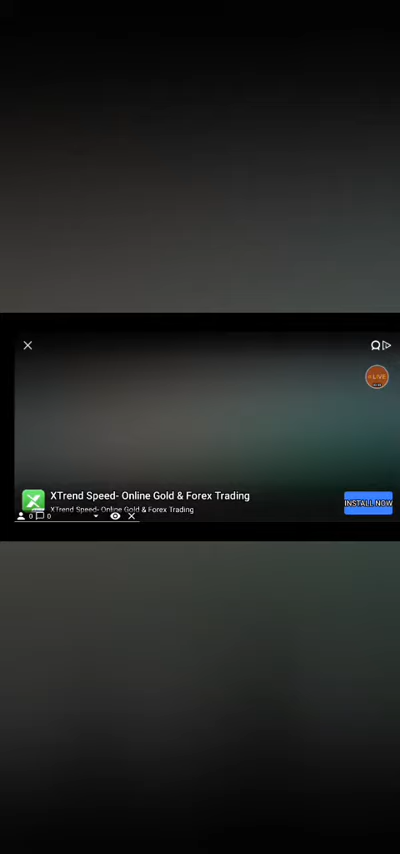 LIVE
XTrend Speed- Online Gold & Forex Trading
XTrend Speed- Online Gold & Forex Trading
INSTALL NOW
0 0